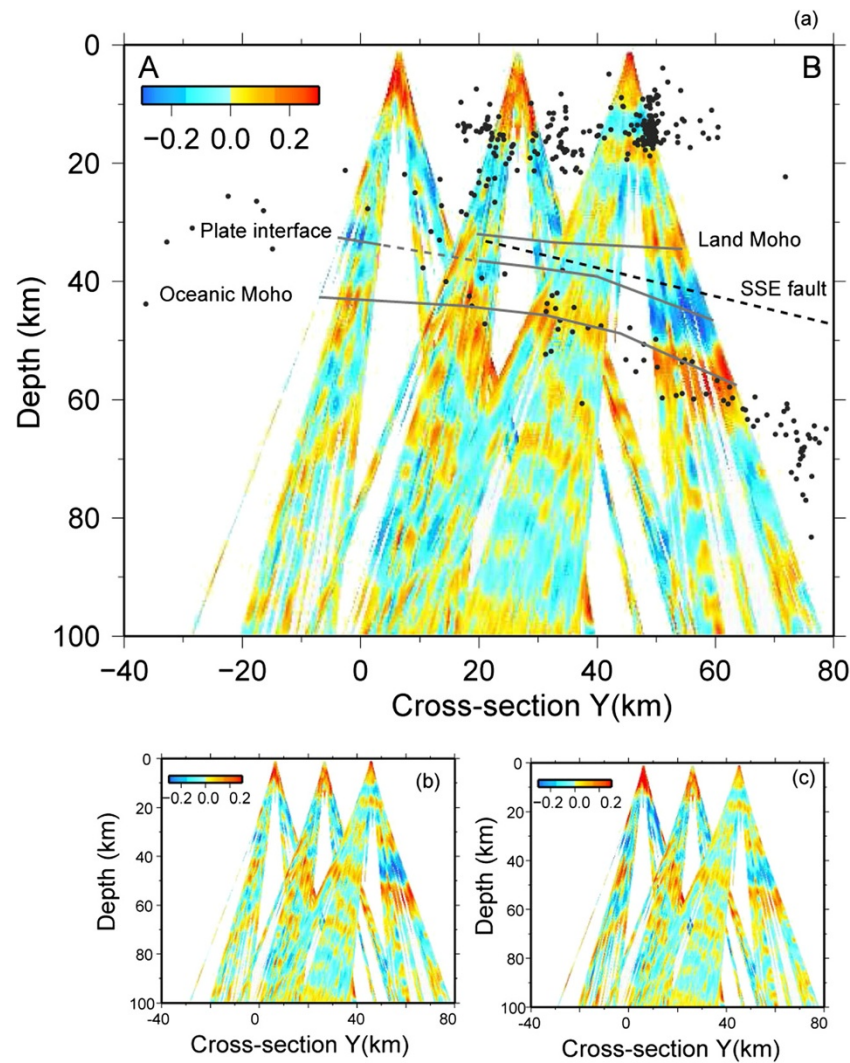 (a)
A
B
−0.2 0.0 0.2
0
20
40
60
80
100
Depth (km)
Plate interface
Oceanic Moho
Land Moho
SSE fault
−40 −20 0 20 40 60 80
Cross-section Y(km)
(b)
−0.2 0.0 0.2
0
20
40
60
80
100
Depth (km)
-40 0 40 80
Cross-section Y(km)
(c)
−0.2 0.0 0.2
0
20
40
60
80
100
Depth (km)
-40 0 40 80
Cross-section Y(km)